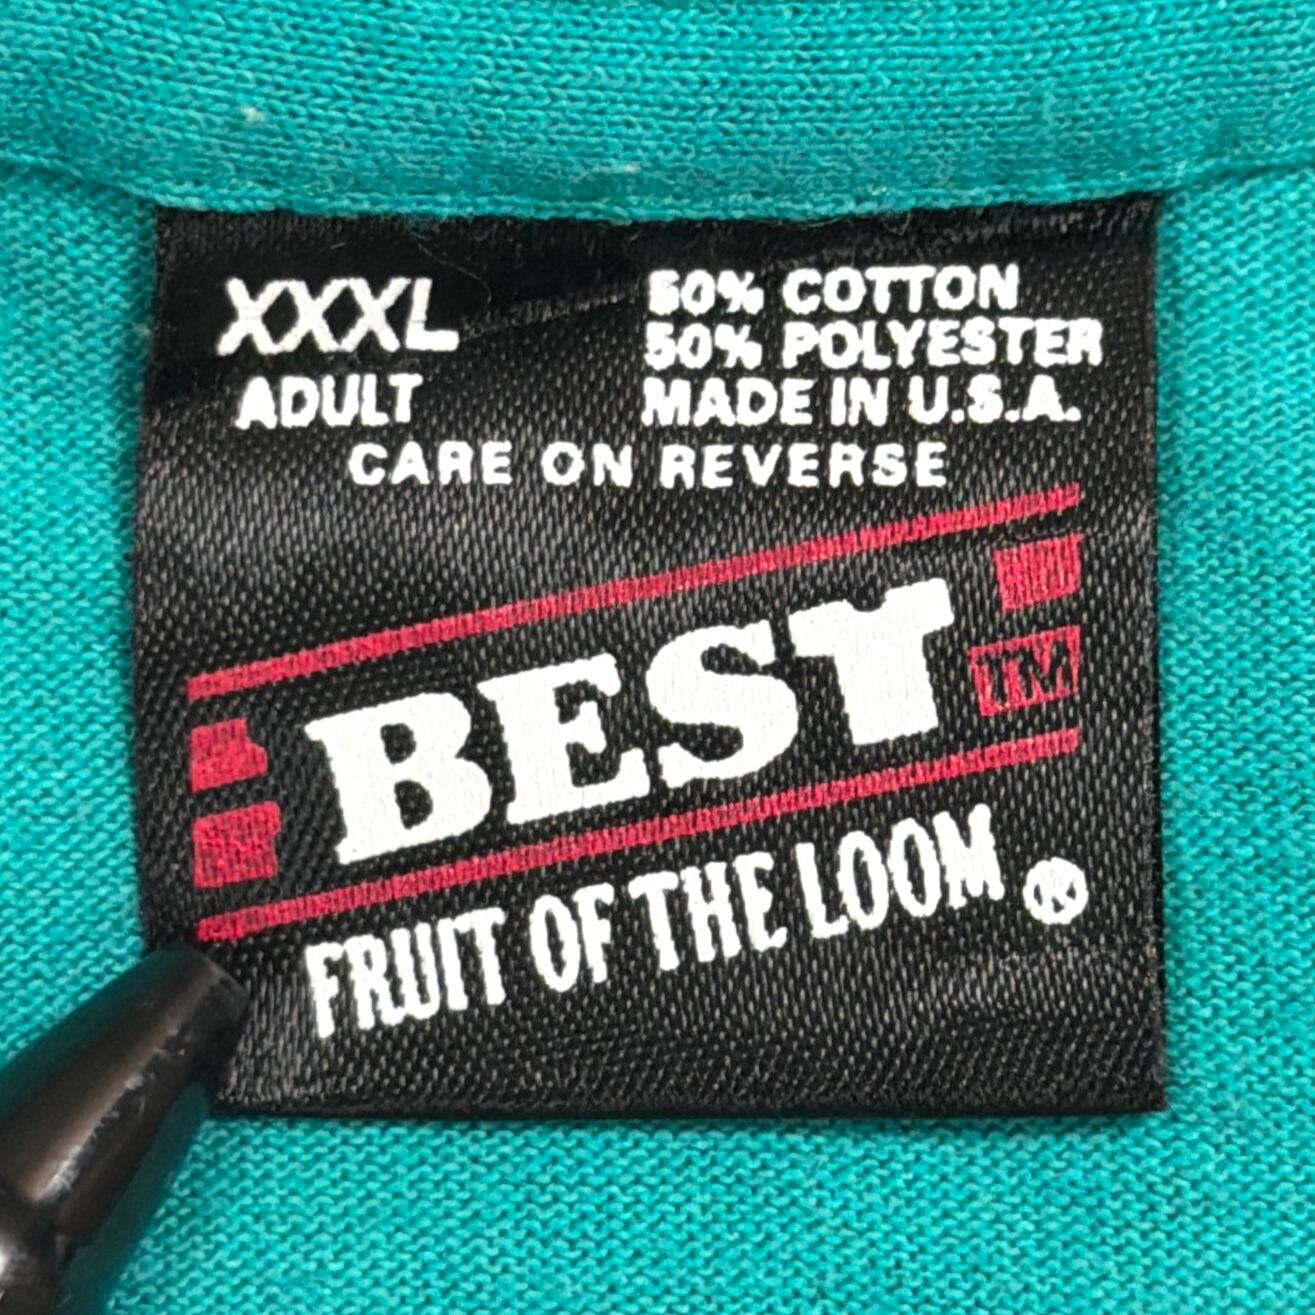 XXXL
ADULT
50% COTTON
50% POLYESTER
MADE IN U.S.A.
CARE ON REVERSE
BEST TM
FRUIT OF THE LOOM ®